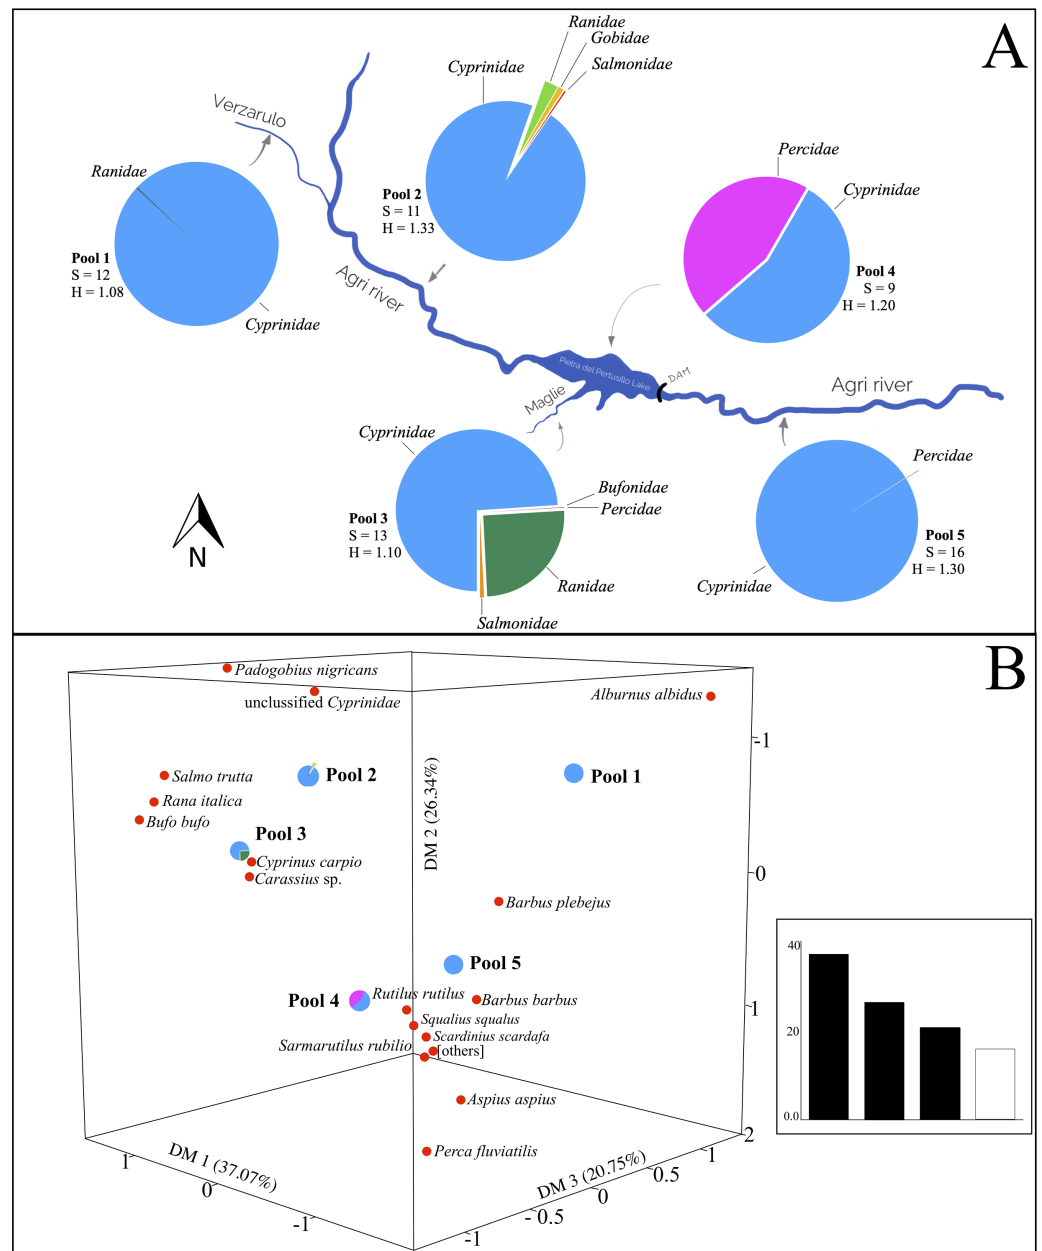 A
Ranidae
Gobidae
Salmonidae
Cyprinidae
Verzarulo
Ranidae
Pool 1
S = 12
H = 1.08
Cyprinidae
Pool 2
S = 11
H = 1.33
Percidae
Cyprinidae
Pool 4
S = 9
H = 1.20
Agri river
Pietra del Pertusillo Lake
DAM
Agri river
Maglie
Cyprinidae
Bufonidae
Percidae
Pool 3
S = 13
H = 1.10
Ranidae
Salmonidae
Percidae
Pool 5
S = 16
H = 1.30
Cyprinidae
N
B
Padogobius nigricans
unclussified Cyprinidae
Alburnus albidus
-1
Salmo trutta
Pool 2
Pool 1
Rana italica
Bufo bufo
Pool 3
Cyprinus carpio
Carassius sp.
DM 2 (26.34%)
0
Barbus plebejus
Pool 5
Pool 4
Rutilus rutilus
Barbus barbus
1
Squalius squalus
Scardinius scardafa
Sarmarutilus rubilio
[others]
Aspius aspius
Perca fluviatilis
2
DM 1 (37.07%)
1
0
-1
DM 3 (20.75%)
1
0.5
0
- 0.5
-1
40
20
0.0